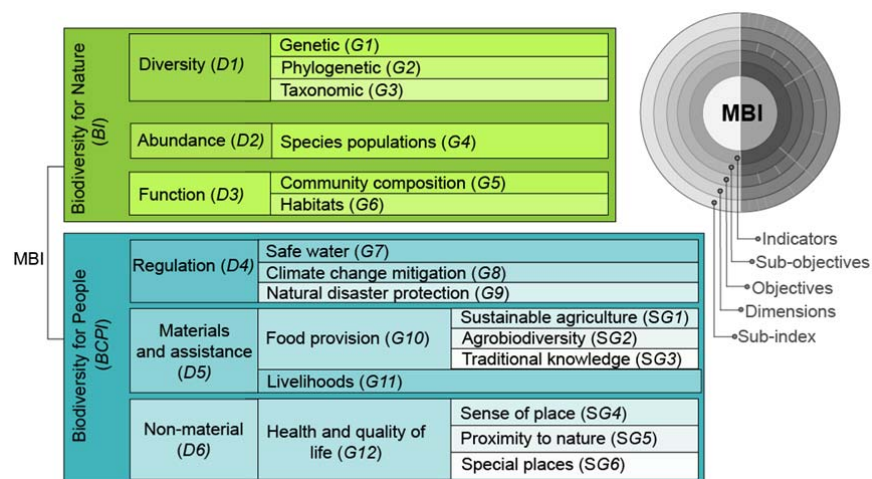 MBI
Biodiversity for Nature
(BI)
Diversity (D1)
Genetic (G1)
Phylogenetic (G2)
Taxonomic (G3)
Abundance (D2)
Species populations (G4)
Function (D3)
Community composition (G5)
Habitats (G6)
Biodiversity for People
(BCPI)
Regulation (D4)
Safe water (G7)
Climate change mitigation (G8)
Natural disaster protection (G9)
Materials
and assistance
(D5)
Food provision (G10)
Sustainable agriculture (SG1)
Agrobiodiversity (SG2)
Traditional knowledge (SG3)
Livelihoods (G11)
Non-material
(D6)
Health and quality of
life (G12)
Sense of place (SG4)
Proximity to nature (SG5)
Special places (SG6)
MBI
Indicators
Sub-objectives
Objectives
Dimensions
Sub-index